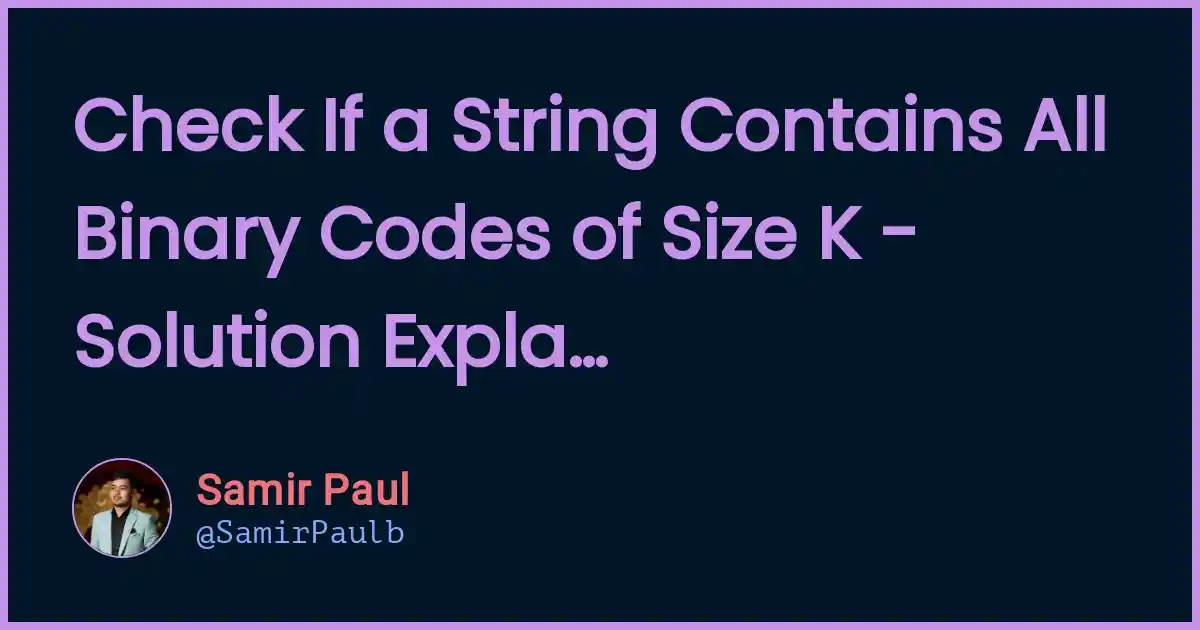 Check If a String Contains All
Binary Codes of Size K -
Solution Expla...
Samir Paul
@SamirPaulb